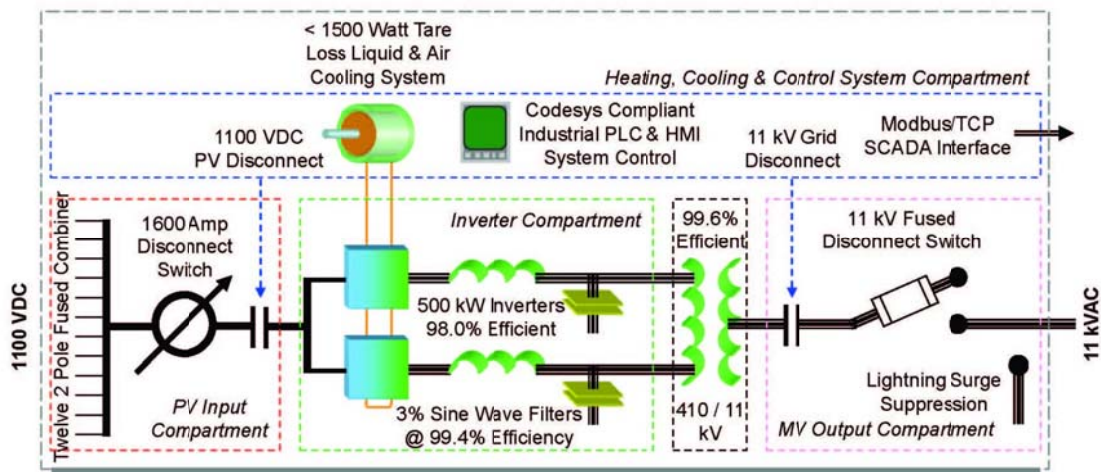 < 1500 Watt Tare
Loss Liquid & Air
Cooling System
Heating, Cooling & Control System Compartment
1100 VDC
PV Disconnect
Codesys Compliant
Industrial PLC & HMI
System Control
11 kV Grid
Disconnect
Modbus/TCP
SCADA Interface
1100 VDC
Twelve 2 Pole Fused Combiner
1600 Amp
Disconnect
Switch
PV Input
Compartment
Inverter Compartment
500 kW Inverters
98.0% Efficient
3% Sine Wave Filters
@ 99.4% Efficiency
99.6%
Efficient
410 / 11
kV
11 kV Fused
Disconnect Switch
Lightning Surge
Suppression
MV Output Compartment
11 kVAC